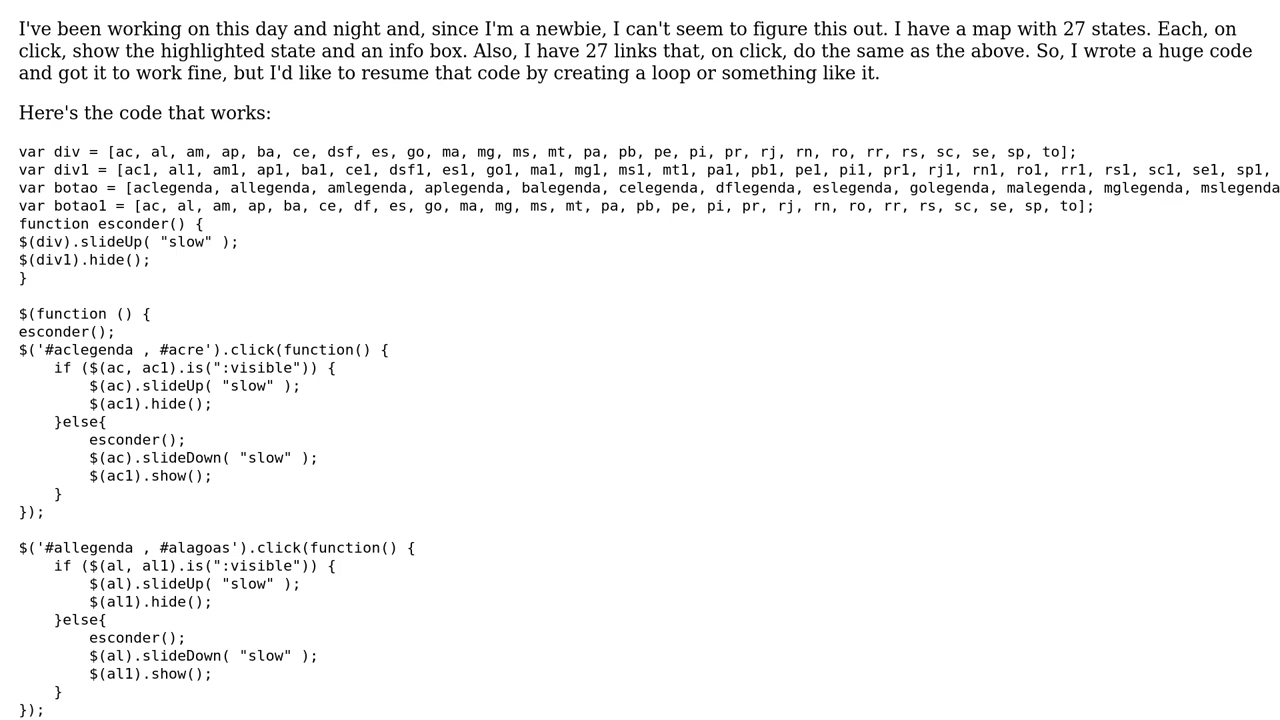 I've been working on this day and night and, since I'm a newbie, I can't seem to figure this out. I have a map with 27 states. Each, on
click, show the highlighted state and an info box. Also, I have 27 links that, on click, do the same as the above. So, I wrote a huge code
and got it to work fine, but I'd like to resume that code by creating a loop or something like it.
Here's the code that works:
var div = [ac, al, am, ap, ba, ce, dsf, es, go, ma, mg, ms, mt, pa, pb, pe, pi, pr, rj, rn, ro, rr, rs, sc, se, sp, to];
var div1 = [ac1, al1, am1, ap1, ba1, ce1, dsf1, es1, go1, ma1, mg1, ms1, mt1, pa1, pb1, pe1, pi1, pr1, rj1, rn1, ro1, rr1, rs1, sc1, se1, sp1,
var botao = [aclegenda, allegenda, amlegenda, aplegenda, balegenda, celegenda, dflegenda, eslegenda, golegenda, malegenda, mglegenda, mslegenda
var botao1 = [ac, al, am, ap, ba, ce, df, es, go, ma, mg, ms, mt, pa, pb, pe, pi, pr, rj, rn, ro, rr, rs, sc, se, sp, to];
function esconder() {
$(div).slideUp( "slow" );
$(div1).hide();
}
$(function () {
esconder();
$('#aclegenda , #acre').click(function() {
    if ($(ac, ac1).is(":visible")) {
        $(ac).slideUp( "slow" );
        $(ac1).hide();
    }else{
        esconder();
        $(ac).slideDown( "slow" );
        $(ac1).show();
    }
});
$('#allegenda , #alagoas').click(function() {
    if ($(al, al1).is(":visible")) {
        $(al).slideUp( "slow" );
        $(al1).hide();
    }else{
        esconder();
        $(al).slideDown( "slow" );
        $(al1).show();
    }
});